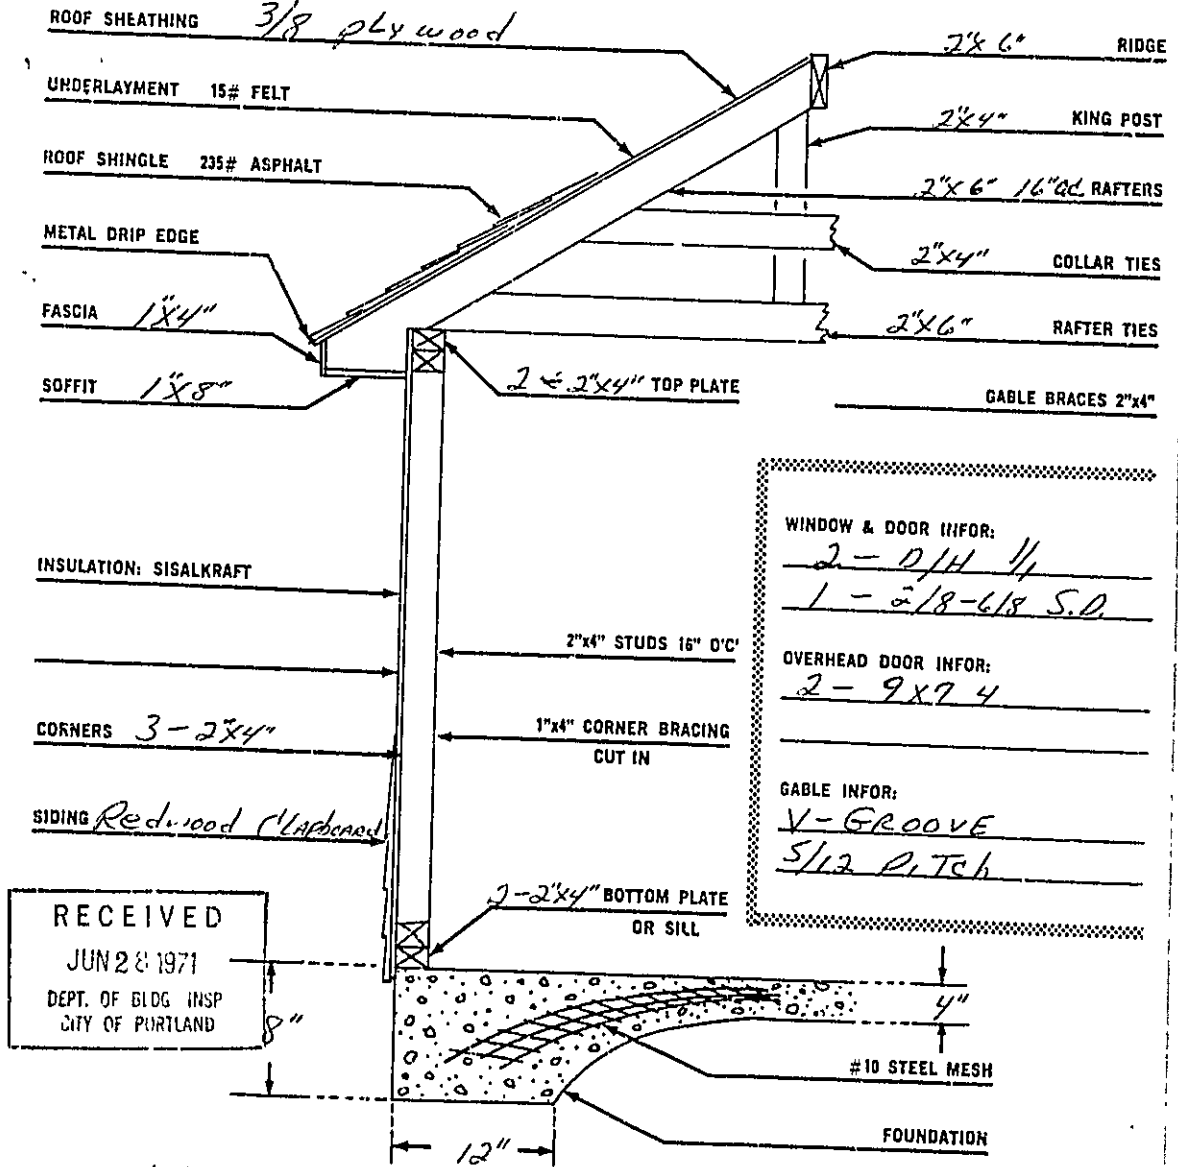 ROOF SHEATHING 3/8 plywood
2"x6" RIDGE
UNDERLAYMENT 15# FELT
2"x4" KING POST
ROOF SHINGLE 235# ASPHALT
2"x6" 16"oc RAFTERS
METAL DRIP EDGE
2"x4" COLLAR TIES
FASCIA 1"x4"
2"x6" RAFTER TIES
SOFFIT 1"x8"
2 - 2"x4" TOP PLATE
GABLE BRACES 2"x4"
WINDOW & DOOR INFOR:
2 - D/H 1/1
1 - 2/8-6/8 S.D.
INSULATION: SISALKRAFT
2"x4" STUDS 16" O'C'
OVERHEAD DOOR INFOR:
2 - 9x7 4
CORNERS 3-2"x4"
1"x4" CORNER BRACING
CUT IN
GABLE INFOR:
V-GROOVE
5/12 PiTch
SIDING Redwood Clapboard
2-2"x4" BOTTOM PLATE
OR SILL
RECEIVED
JUN 28 1971
DEPT. OF BLDG INSP
CITY OF PORTLAND
8"
4"
#10 STEEL MESH
FOUNDATION
12"